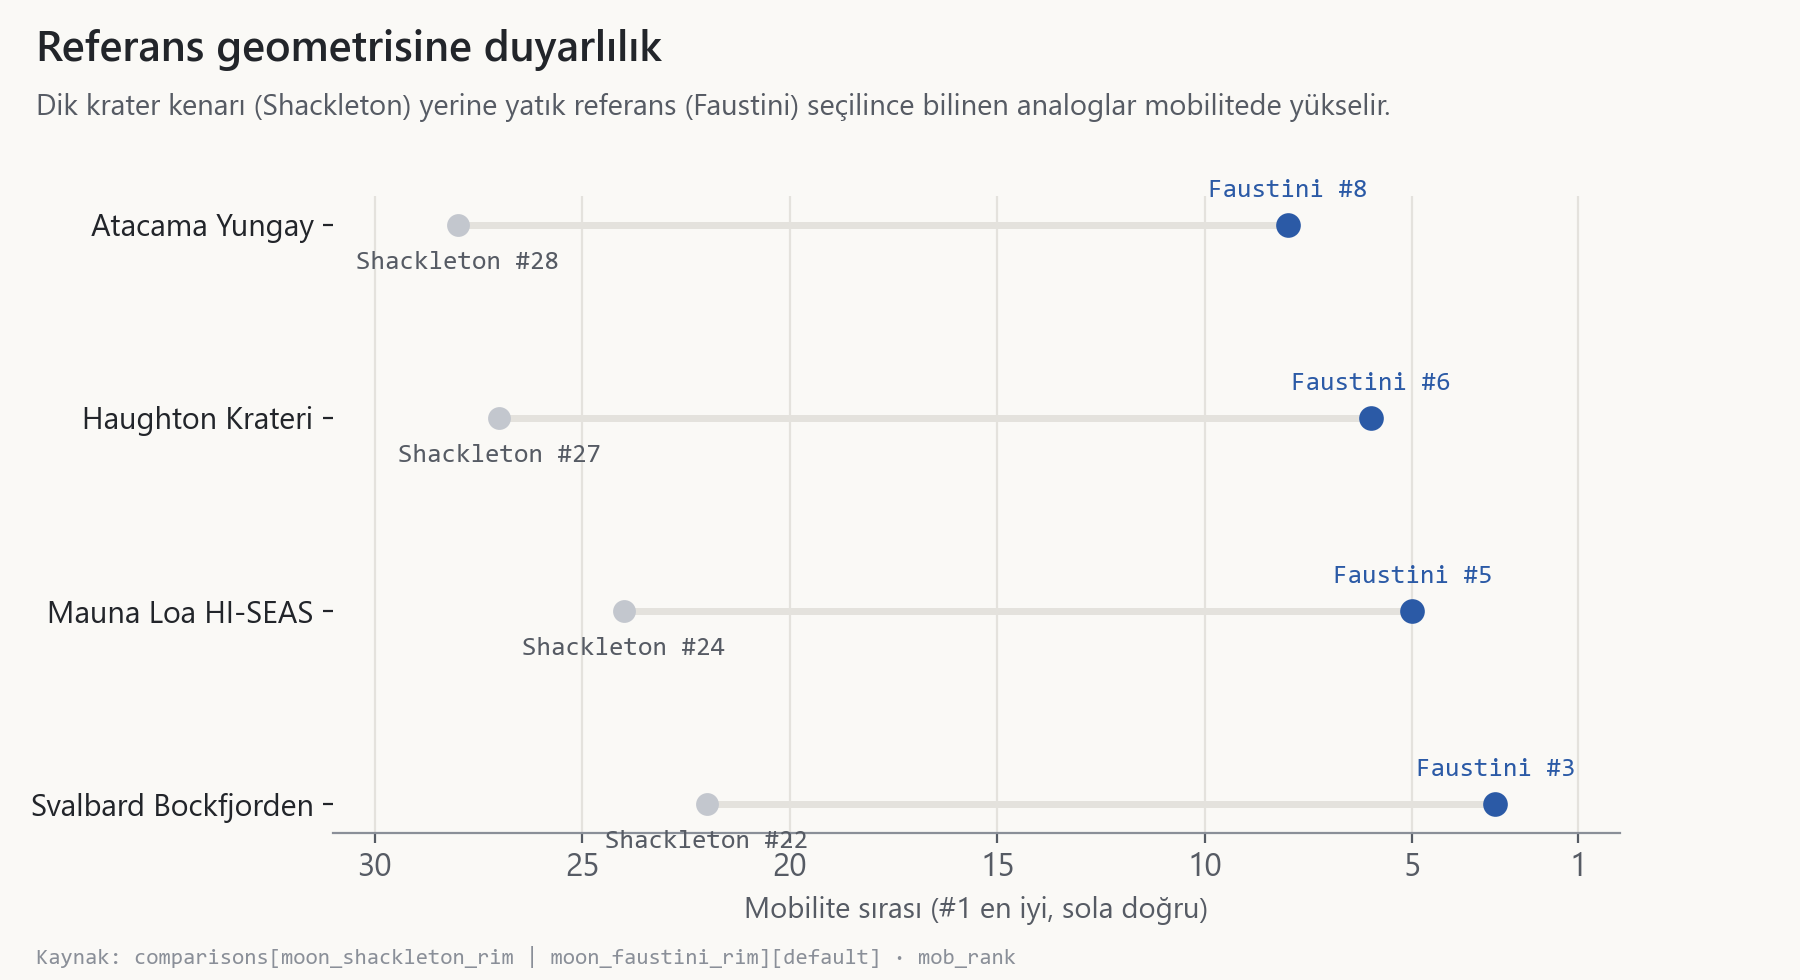 Referans geometrisine duyarlılık
Dik krater kenarı (Shackleton) yerine yatık referans (Faustini) seçilince bilinen analoglar mobilitede yükselir.
Faustini #8
Atacama Yungay
Shackleton #28
Faustini #6
Haughton Krateri
Shackleton #27
Faustini #5
Mauna Loa HI-SEAS
Shackleton #24
Faustini #3
Svalbard Bockfjorden
Shackleton #22
30 25 20 15 10 5 1
Mobilite sırası (#1 en iyi, sola doğru)
Kaynak: comparisons[moon_shackleton_rim | moon_faustini_rim][default] · mob_rank